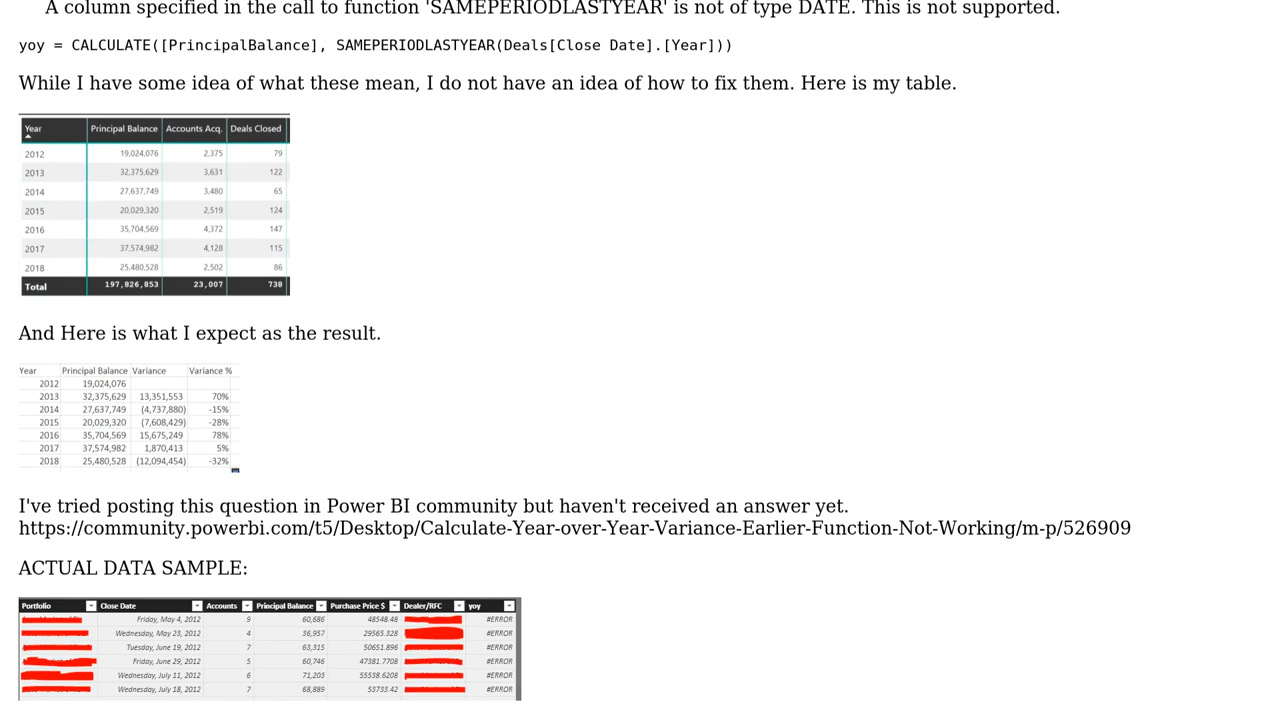 A column specified in the call to function 'SAMEPERIODLASTYEAR' is not of type DATE. This is not supported.
yoy = CALCULATE([PrincipalBalance], SAMEPERIODLASTYEAR(Deals[Close Date].[Year]))
While I have some idea of what these mean, I do not have an idea of how to fix them. Here is my table.
Year Principal Balance Accounts Acq. Deals Closed
2012 19,024,076 2,375 79
2013 32,375,629 3,631 122
2014 27,637,749 3,480 65
2015 20,029,320 2,519 124
2016 35,704,569 4,372 147
2017 37,574,982 4,128 115
2018 25,480,528 2,502 86
Total 197,826,853 23,007 738
And Here is what I expect as the result.
Year Principal Balance Variance Variance %
2012 19,024,076
2013 32,375,629 13,351,553 70%
2014 27,637,749 (4,737,880) -15%
2015 20,029,320 (7,608,429) -28%
2016 35,704,569 15,675,249 78%
2017 37,574,982 1,870,413 5%
2018 25,480,528 (12,094,454) -32%
I've tried posting this question in Power BI community but haven't received an answer yet.
https://community.powerbi.com/t5/Desktop/Calculate-Year-over-Year-Variance-Earlier-Function-Not-Working/m-p/526909
ACTUAL DATA SAMPLE:
Portfolio Close Date Accounts Principal Balance Purchase Price $ Dealer/RFC yoy
Friday, May 4, 2012 9 60,686 48548.48 #ERROR
Wednesday, May 23, 2012 4 36,957 29565.328 #ERROR
Tuesday, June 19, 2012 7 63,315 50651.896 #ERROR
Friday, June 29, 2012 5 60,746 47381.7708 #ERROR
Wednesday, July 11, 2012 6 71,203 55538.6208 #ERROR
Wednesday, July 18, 2012 7 68,889 53733.42 #ERROR